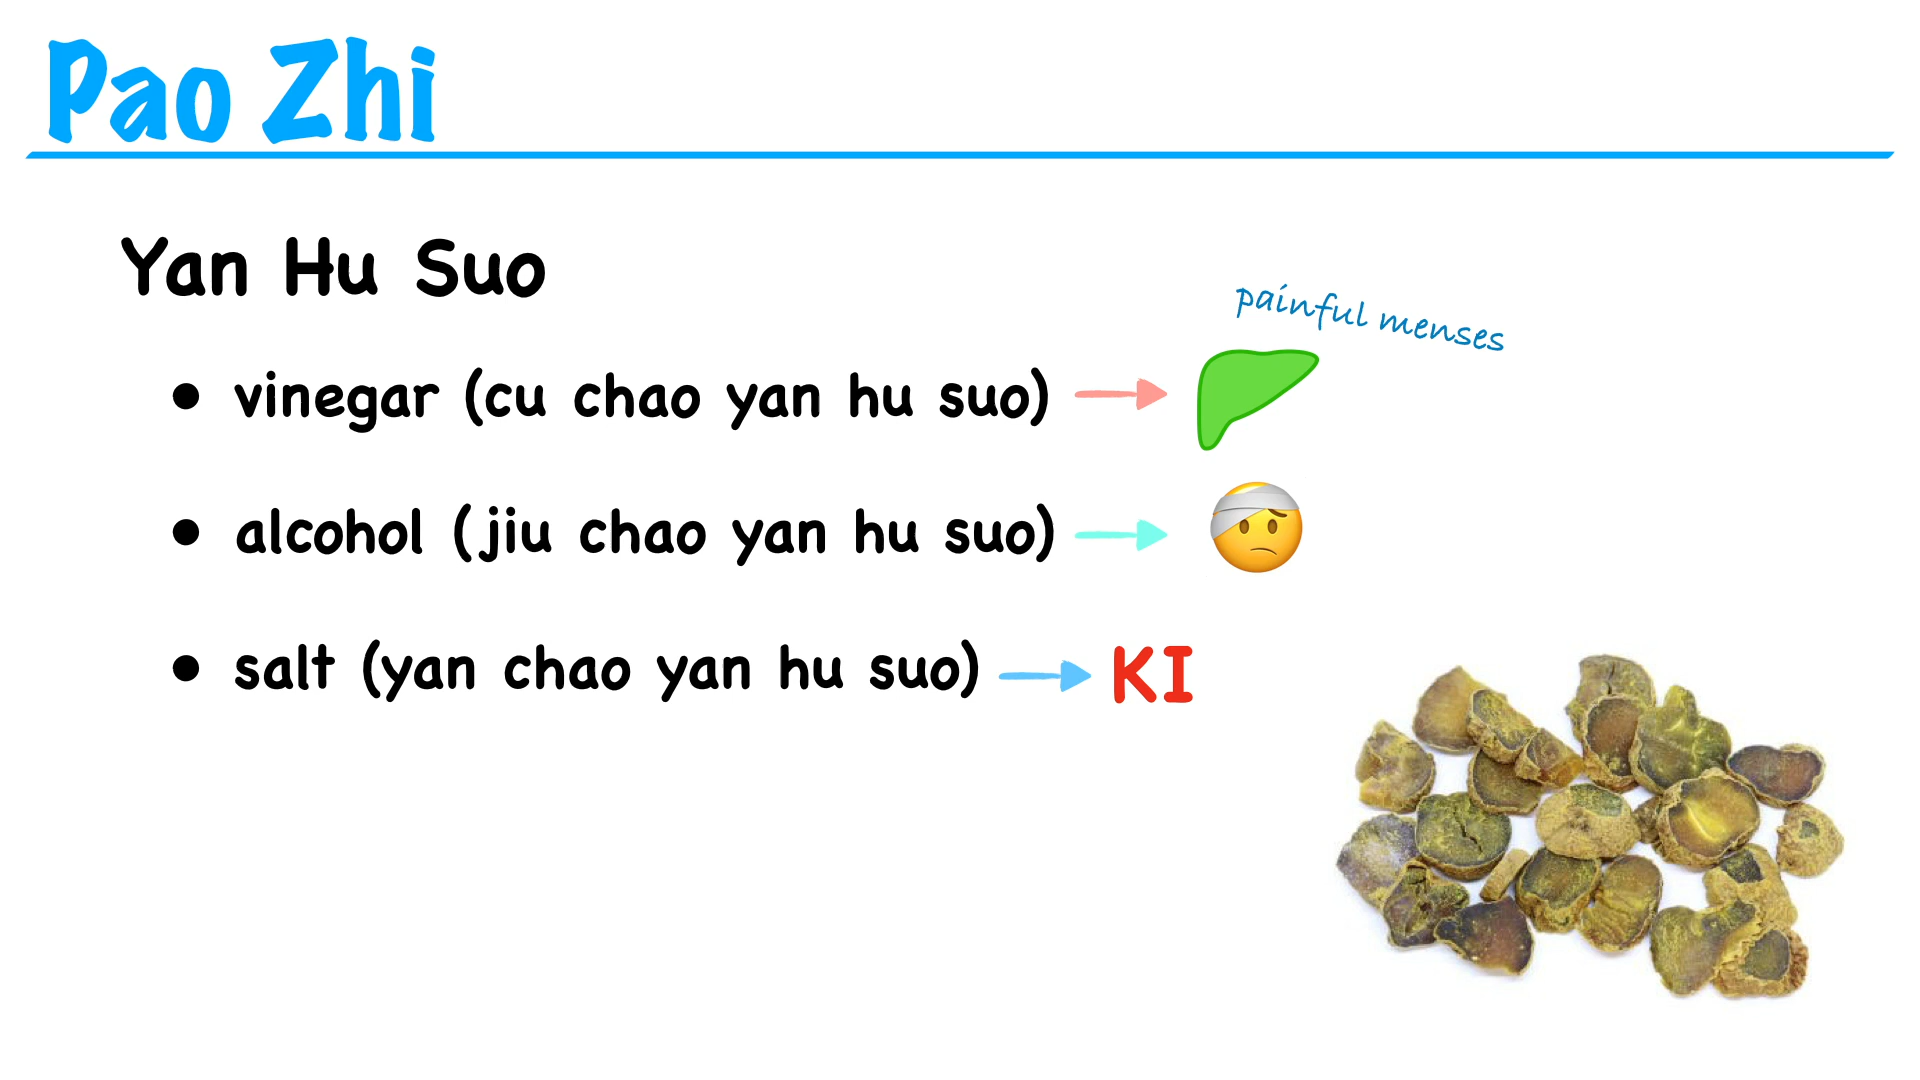 Pao Zhi
Yan Hu Suo
painful menses
• vinegar (cu chao yan hu suo)
• alcohol (jiu chao yan hu suo)
• salt (yan chao yan hu suo)
KI